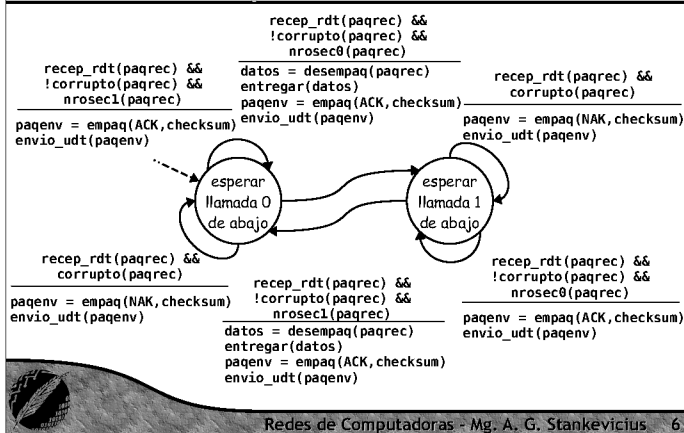 recep_rdt(paqrec) &&
!corrupto(paqrec) &&
nrosec0(paqrec)
datos = desempaq(paqrec)
entregar(datos)
paqenv = empaq(ACK,checksum)
envio_udt(paqenv)
recep_rdt(paqrec) &&
!corrupto(paqrec) &&
nrosec1(paqrec)
paqenv = empaq(ACK,checksum)
envio_udt(paqenv)
recep_rdt(paqrec) &&
corrupto(paqrec)
paqenv = empaq(NAK,checksum)
envio_udt(paqenv)
esperar
llamada 0
de abajo
esperar
llamada 1
de abajo
recep_rdt(paqrec) &&
corrupto(paqrec)
paqenv = empaq(NAK,checksum)
envio_udt(paqenv)
recep_rdt(paqrec) &&
!corrupto(paqrec) &&
nrosec1(paqrec)
datos = desempaq(paqrec)
entregar(datos)
paqenv = empaq(ACK,checksum)
envio_udt(paqenv)
recep_rdt(paqrec) &&
!corrupto(paqrec) &&
nrosec0(paqrec)
paqenv = empaq(ACK,checksum)
envio_udt(paqenv)
Redes de Computadoras - Mg. A. G. Stankevicius 6